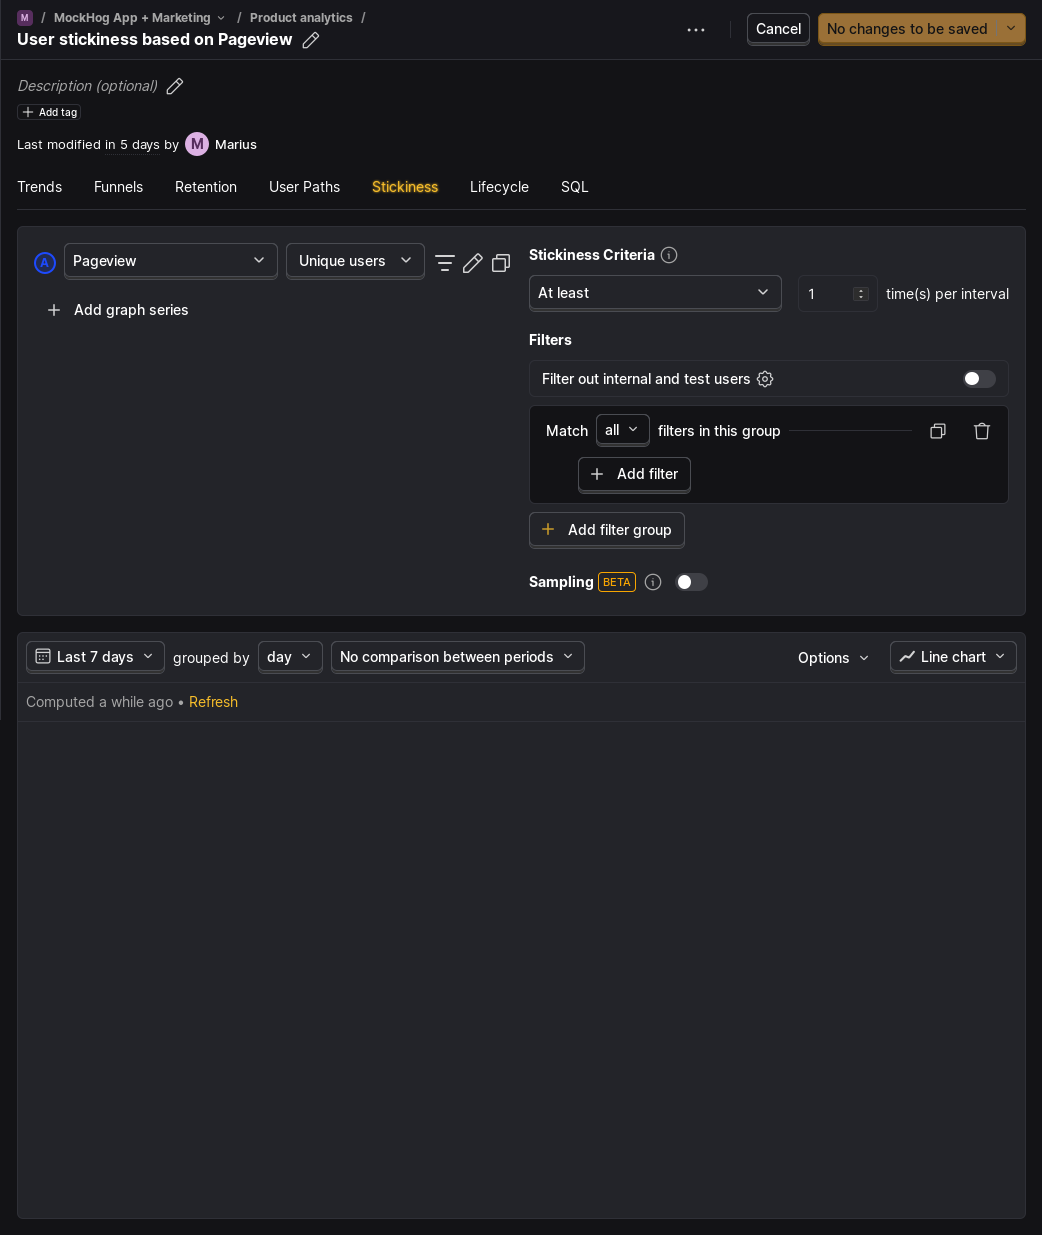 M / MockHog App + Marketing / Product analytics /
User stickiness based on Pageview
Cancel
No changes to be saved
Description (optional)
Add tag
Last modified in 5 days by M Marius
Trends Funnels Retention User Paths Stickiness Lifecycle SQL
A Pageview Unique users
Add graph series
Stickiness Criteria
At least 1 time(s) per interval
Filters
Filter out internal and test users
Match all filters in this group
Add filter
Add filter group
Sampling BETA
Last 7 days grouped by day No comparison between periods Options Line chart
Computed a while ago • Refresh